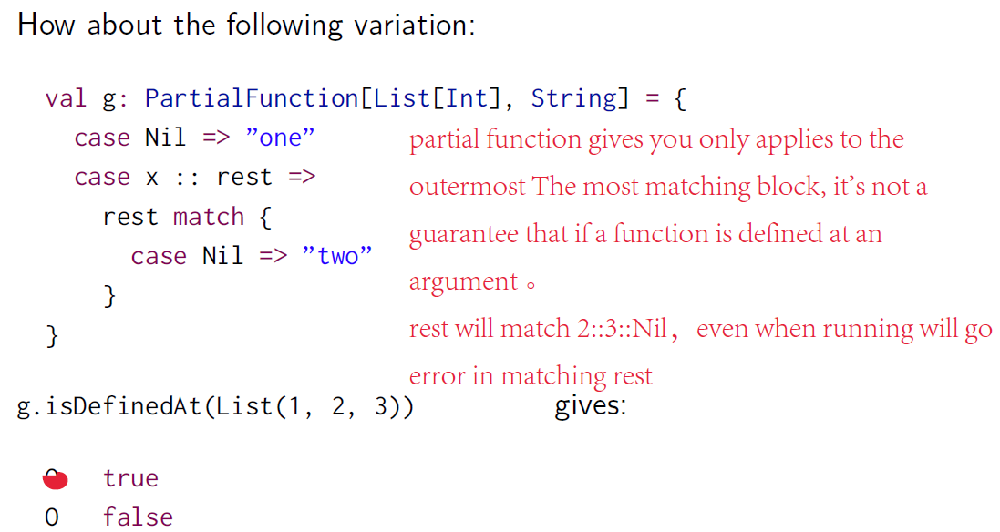 How about the following variation:
val g: PartialFunction[List[Int], String] = {
case Nil => ”one”
partial function gives you only applies to the
case x :: rest =>
outermost The most matching block, it’s not a
rest match {
guarantee that if a function is defined at an
case Nil => ”two”
argument 。
}
rest will match 2::3::Nil，even when running will go
}
error in matching rest
g.isDefinedAt(List(1, 2, 3)) gives:
true
O false